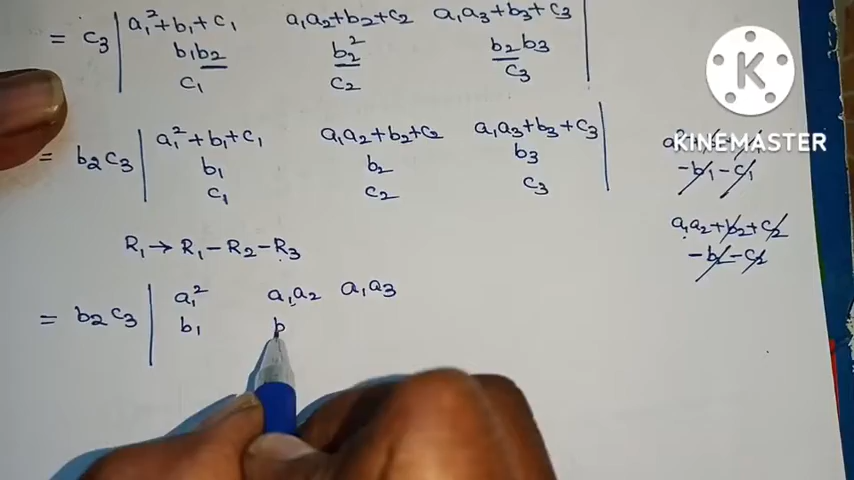 = c₃ | a₁²+b₁+c₁ a₁a₂+b₂+c₂ a₁a₃+b₃+c₃ |
b₁b₂ b₂² b₂b₃
c₁ c₂ c₃
= b₂c₃ | a₁²+b₁+c₁ a₁a₂+b₂+c₂ a₁a₃+b₃+c₃ |
b₁ b₂ b₃
c₁ c₂ c₃
R₁→R₁-R₂-R₃
= b₂c₃ | a₁² a₁a₂ a₁a₃
b₁ b
-b₁-c₁
a₁a₂+b₂+c₂
-b₂-c₂
K
KINEMASTER